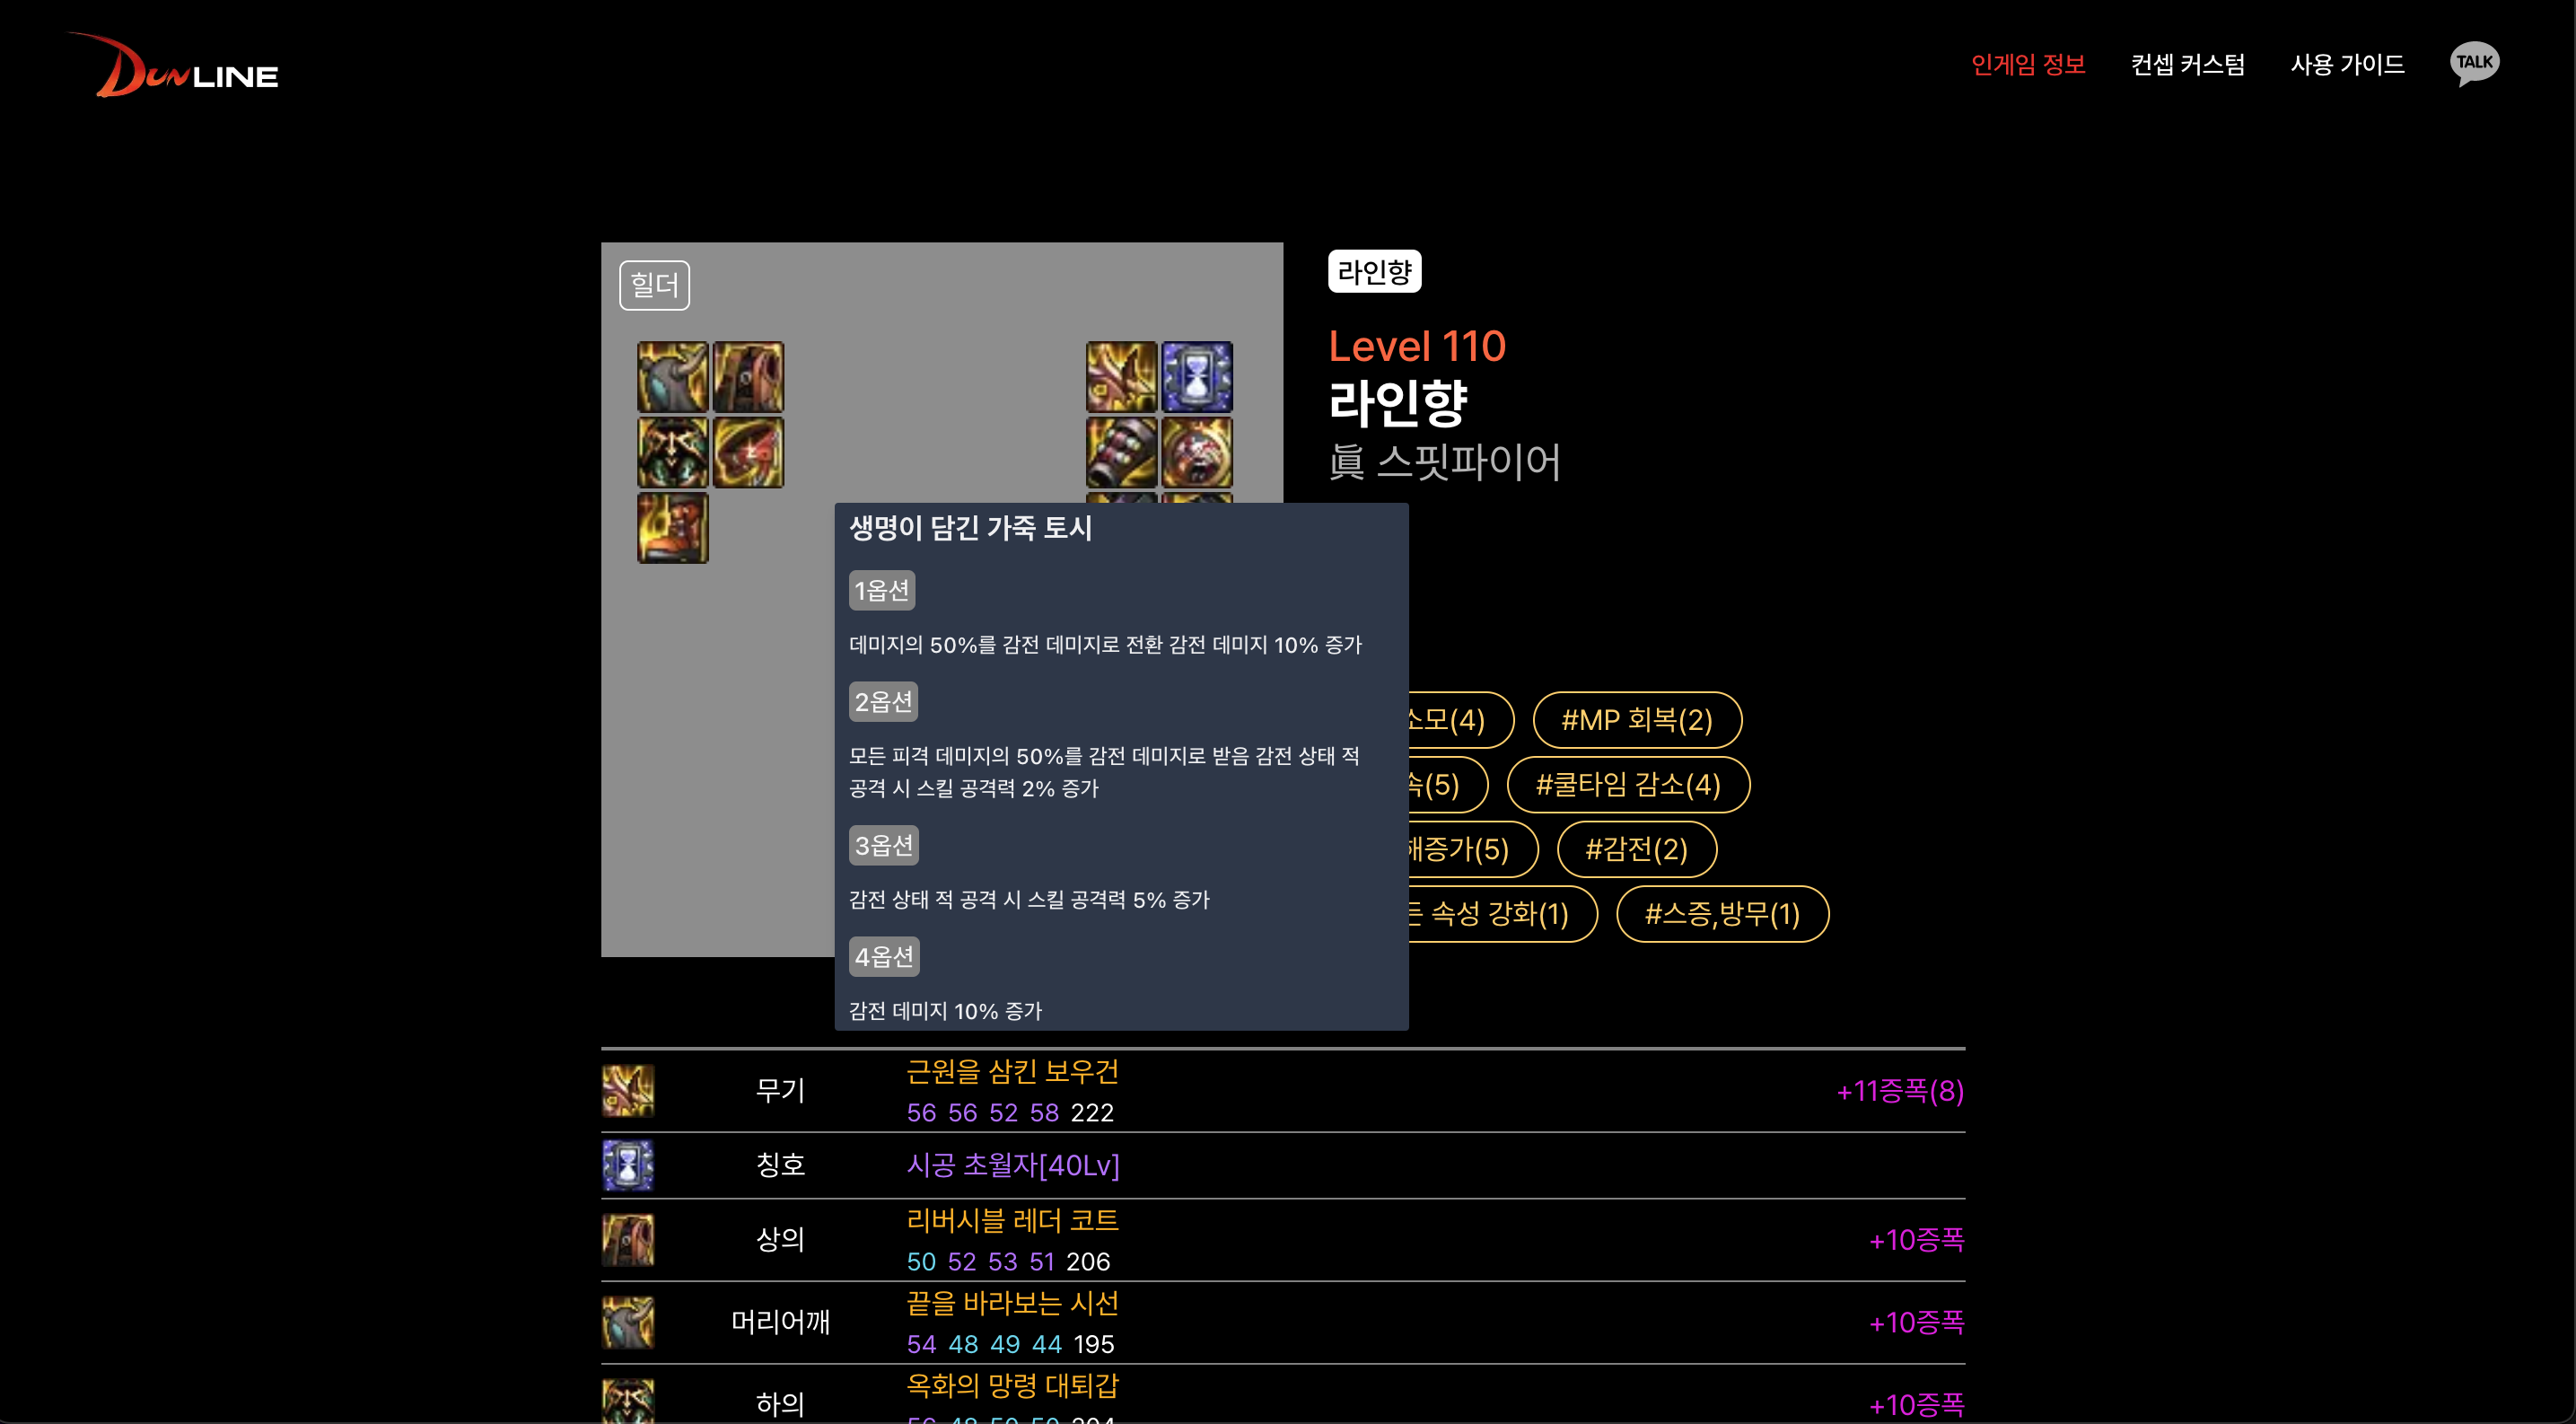 DunLINE
인게임 정보
컨셉 커스텀
사용 가이드
TALK
힐더
라인향
Level 110
라인향
眞 스핏파이어
생명이 담긴 가죽 토시
1옵션
데미지의 50%를 감전 데미지로 전환 감전 데미지 10% 증가
2옵션
모든 피격 데미지의 50%를 감전 데미지로 받음 감전 상태 적
공격 시 스킬 공격력 2% 증가
3옵션
감전 상태 적 공격 시 스킬 공격력 5% 증가
4옵션
감전 데미지 10% 증가
소모(4)
#MP 회복(2)
속(5)
#쿨타임 감소(4)
해증가(5)
#감전(2)
든 속성 강화(1)
#스증,방무(1)
무기
근원을 삼킨 보우건
56 56 52 58 222
+11증폭(8)
칭호
시공 초월자[40Lv]
상의
리버시블 레더 코트
50 52 53 51 206
+10증폭
머리어깨
끝을 바라보는 시선
54 48 49 44 195
+10증폭
하의
옥화의 망령 대퇴갑
+10증폭